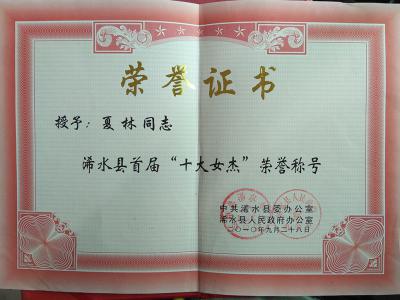 荣誉证书
授予：夏林同志
浠水县首届“十大女杰”荣誉称号
中共浠水县委办公室
浠水县人民政府办公室
二〇一〇年九月二十八日